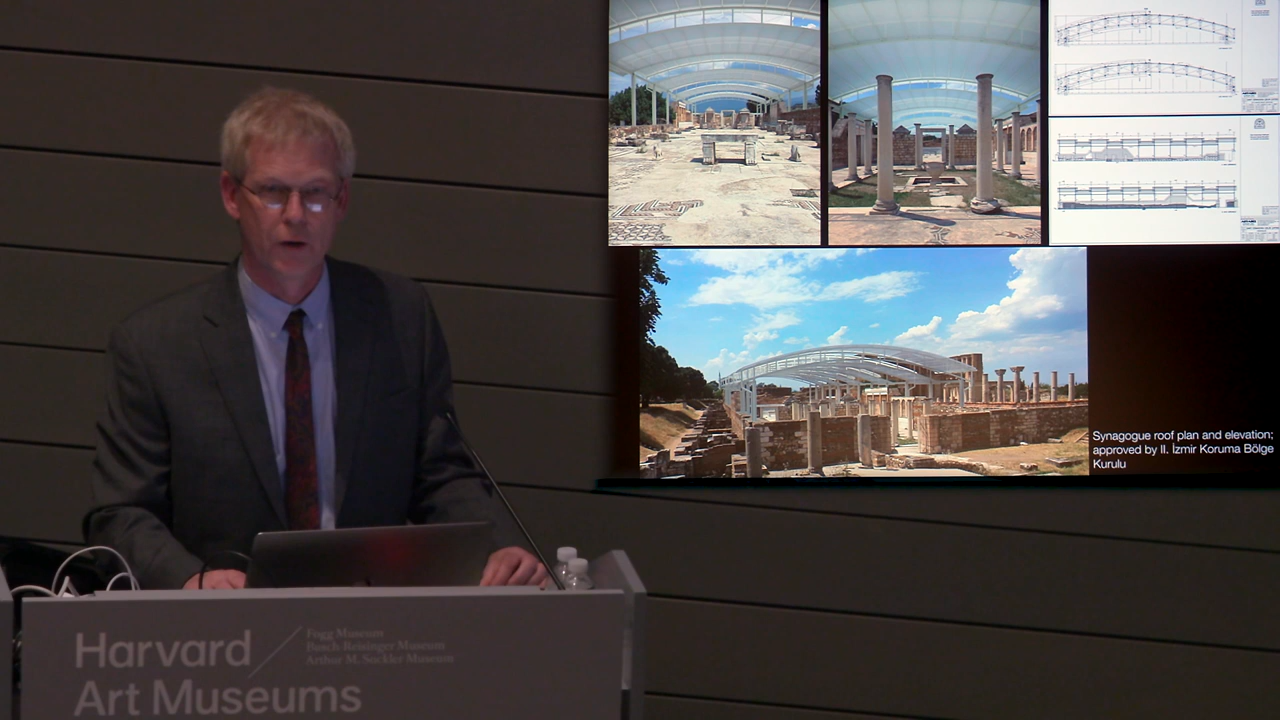 Synagogue roof plan and elevation;
approved by II. İzmir Koruma Bölge
Kurulu
Harvard
Art Museums
Fogg Museum
Busch-Reisinger Museum
Arthur M. Sackler Museum